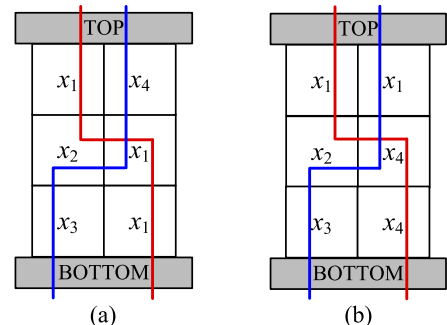 TOP
x1 x4
x2 x1
x3 x1
BOTTOM
(a)
TOP
x1 x1
x2 x4
x3 x4
BOTTOM
(b)